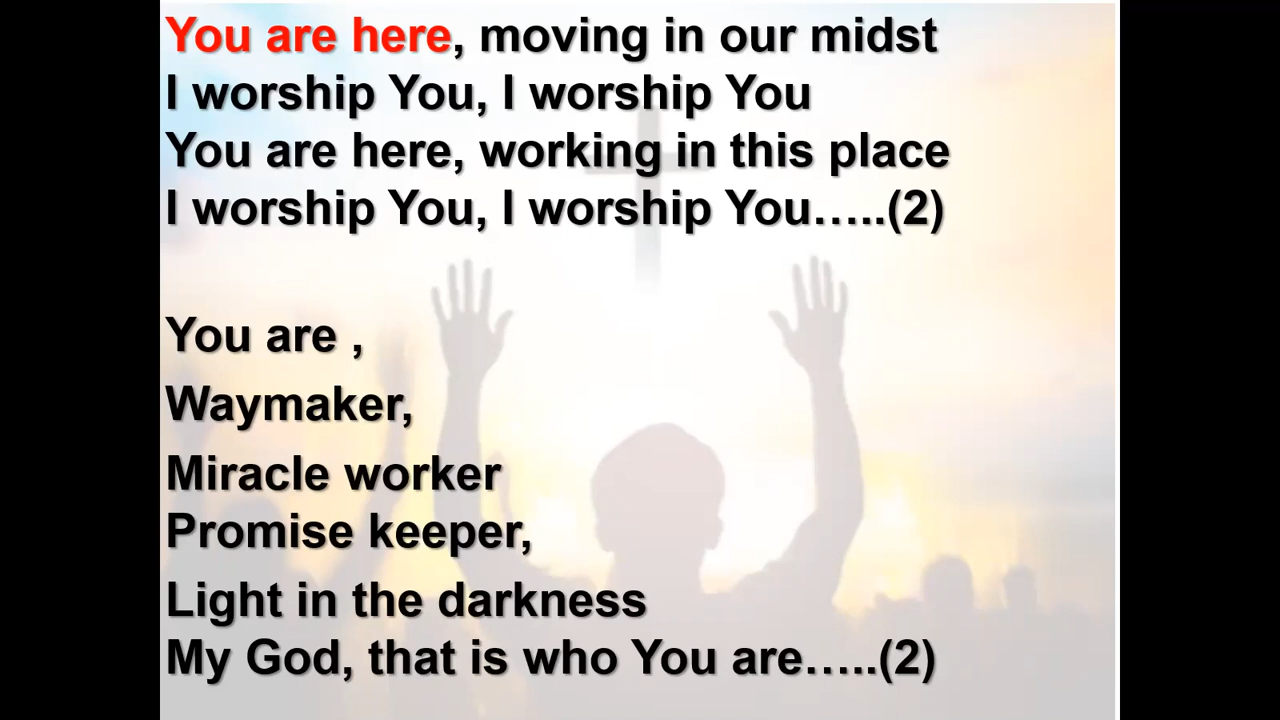 You are here, moving in our midst
I worship You, I worship You
You are here, working in this place
I worship You, I worship You…..(2)
You are ,
Waymaker,
Miracle worker
Promise keeper,
Light in the darkness
My God, that is who You are…..(2)